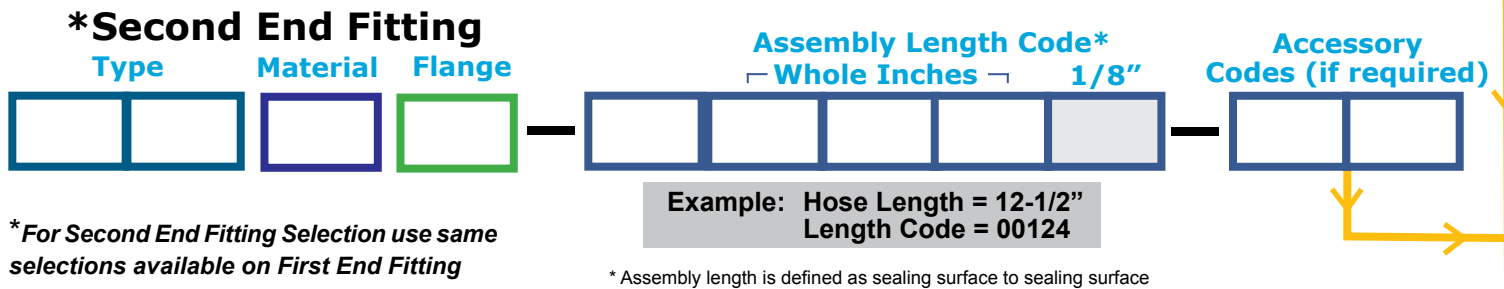 *Second End Fitting
Type Material Flange
Assembly Length Code*
Whole Inches 1/8”
Accessory
Codes (if required)
Example: Hose Length = 12-1/2”
Length Code = 00124
*For Second End Fitting Selection use same
selections available on First End Fitting
* Assembly length is defined as sealing surface to sealing surface